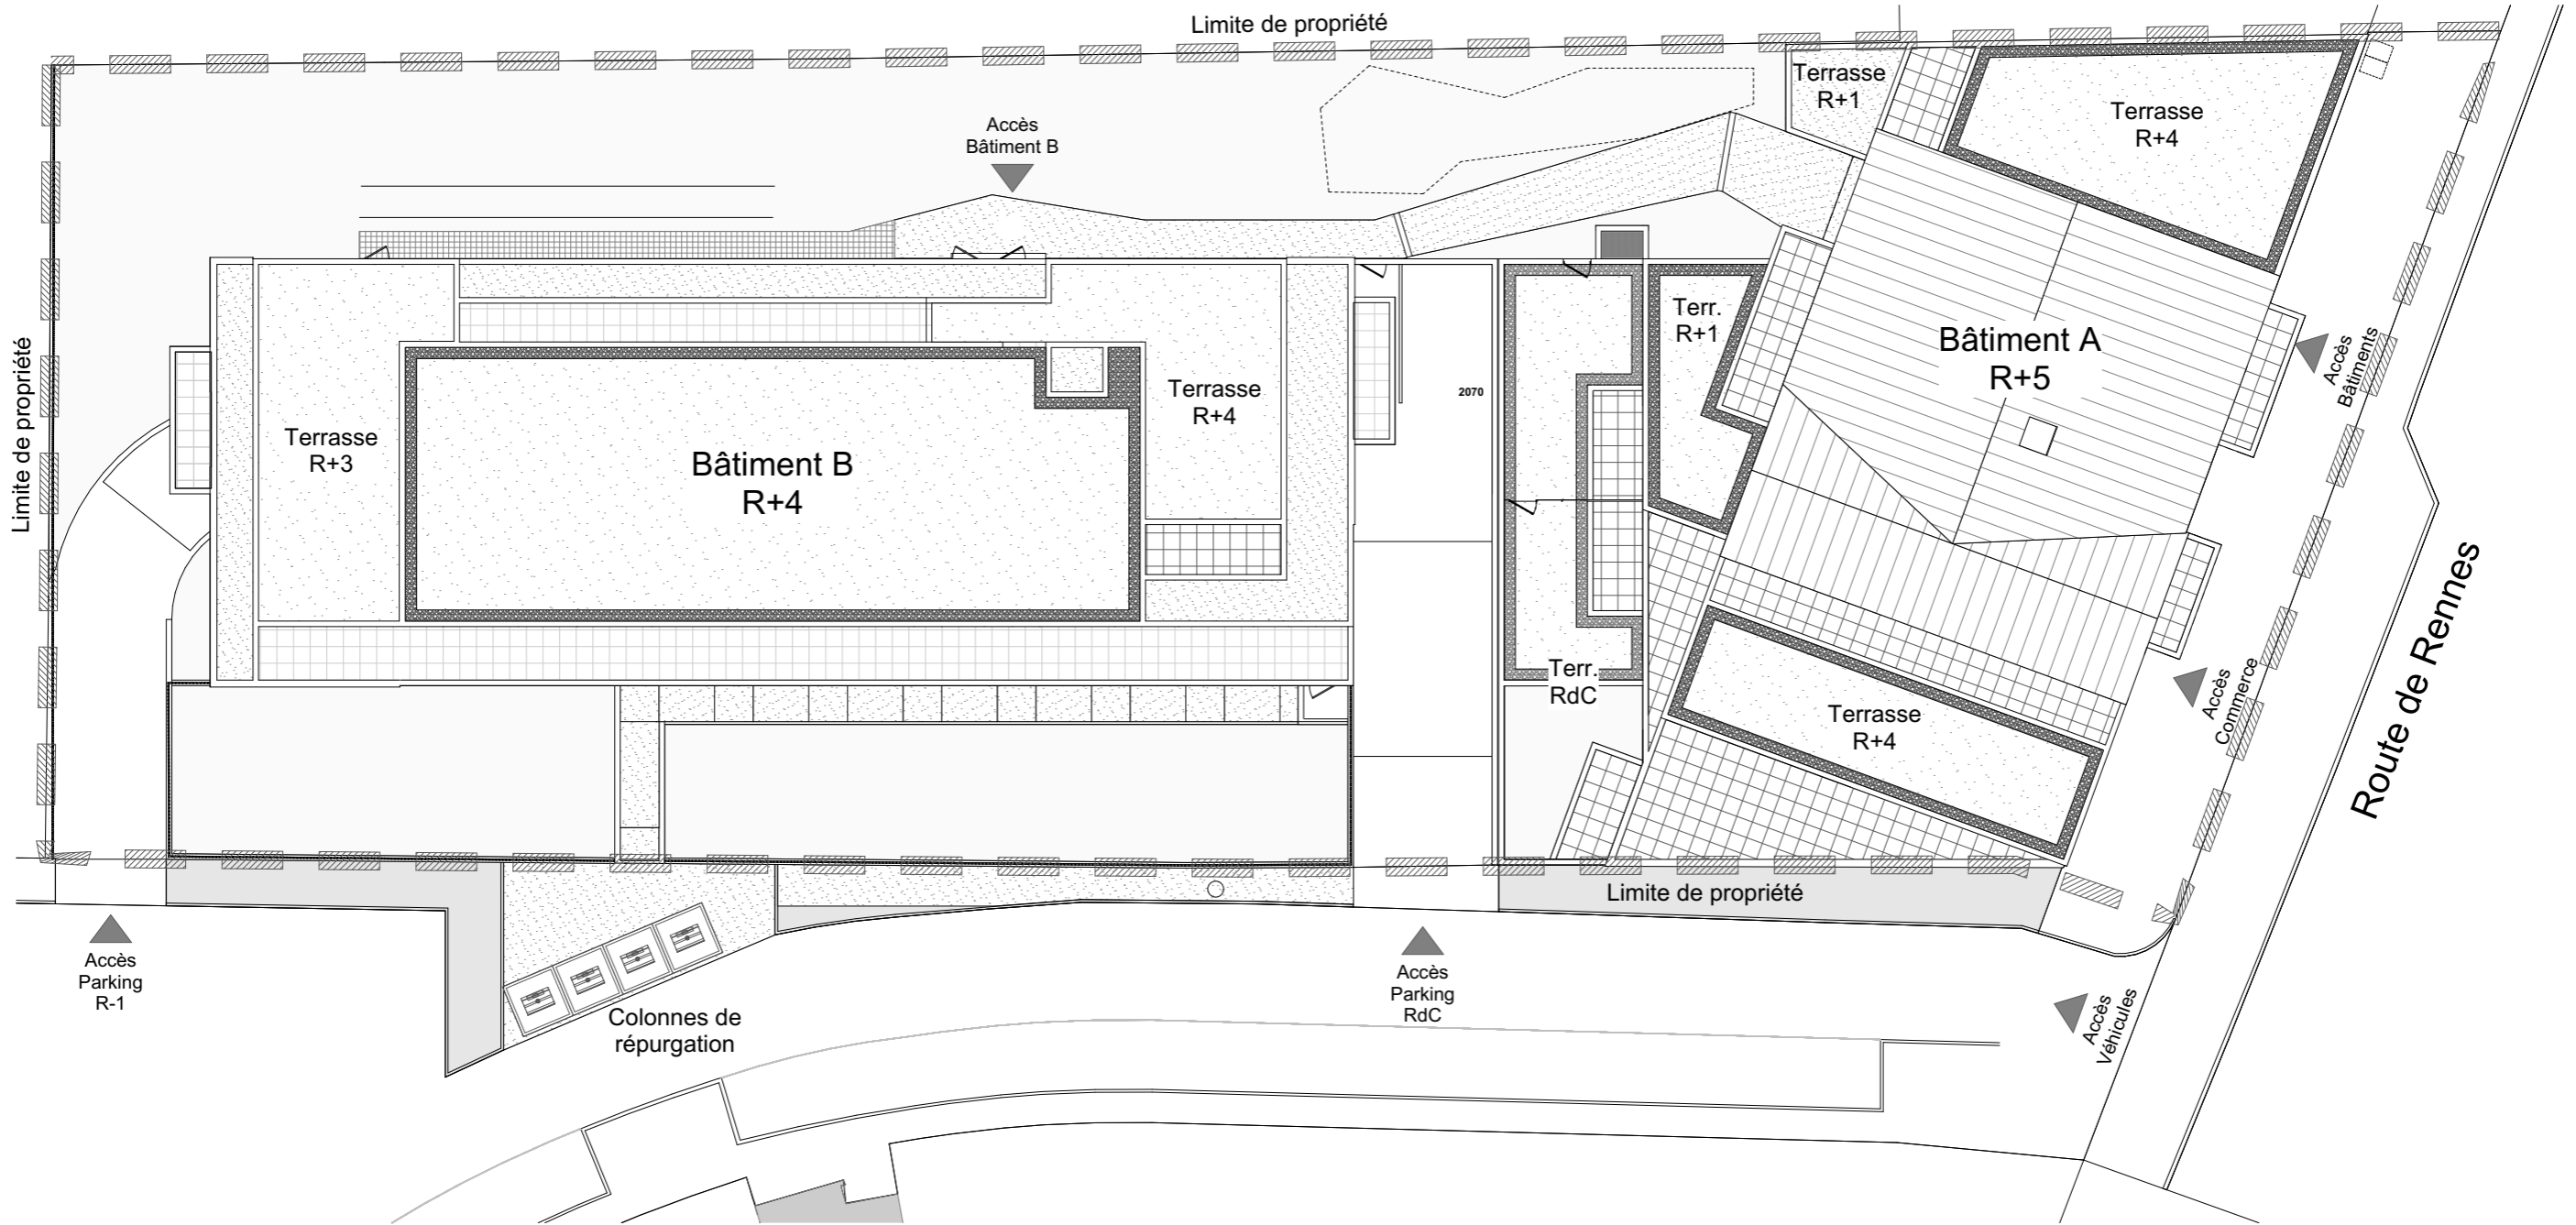 Limite de propriété
Terrasse
R+1
Terrasse
R+4
Accès
Bâtiment B
Terr.
R+1
Bâtiment A
R+5
Accès
Bâtiments
Limite de propriété
Terrasse
R+3
Bâtiment B
R+4
Terrasse
R+4
2070
Terr.
RdC
Terrasse
R+4
Accès
Commerce
Route de Rennes
Limite de propriété
Accès
Parking
R-1
Colonnes de
répurgation
Accès
Parking
RdC
Accès
Véhicules